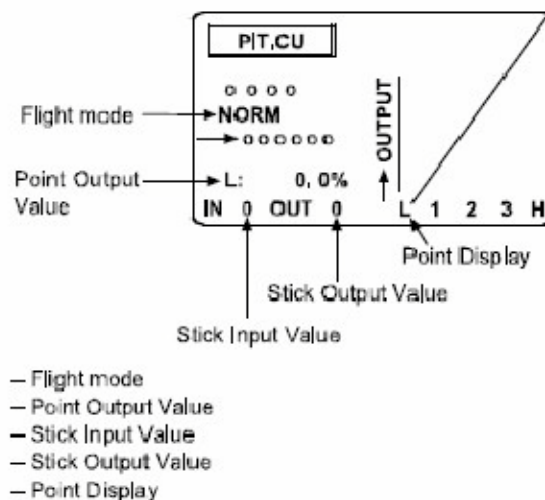 PIT,CU
Flight mode
NORM
OUTPUT
Point Output
Value
L: 0,0%
IN 0 OUT 0
L 1 2 3 H
Point Display
Stick Output Value
Stick Input Value
– Flight mode
– Point Output Value
– Stick Input Value
– Stick Output Value
– Point Display